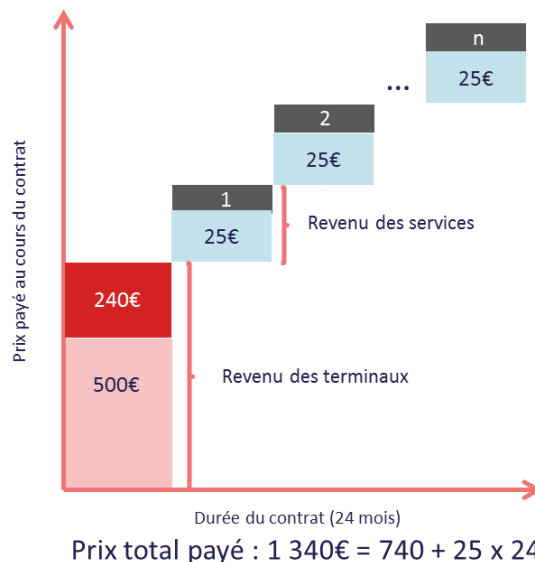 n
25€
...
2
25€
1
25€
Revenu des services
240€
500€
Revenu des terminaux
Prix payé au cours du contrat
Durée du contrat (24 mois)
Prix total payé : 1 340€ = 740 + 25 x 24